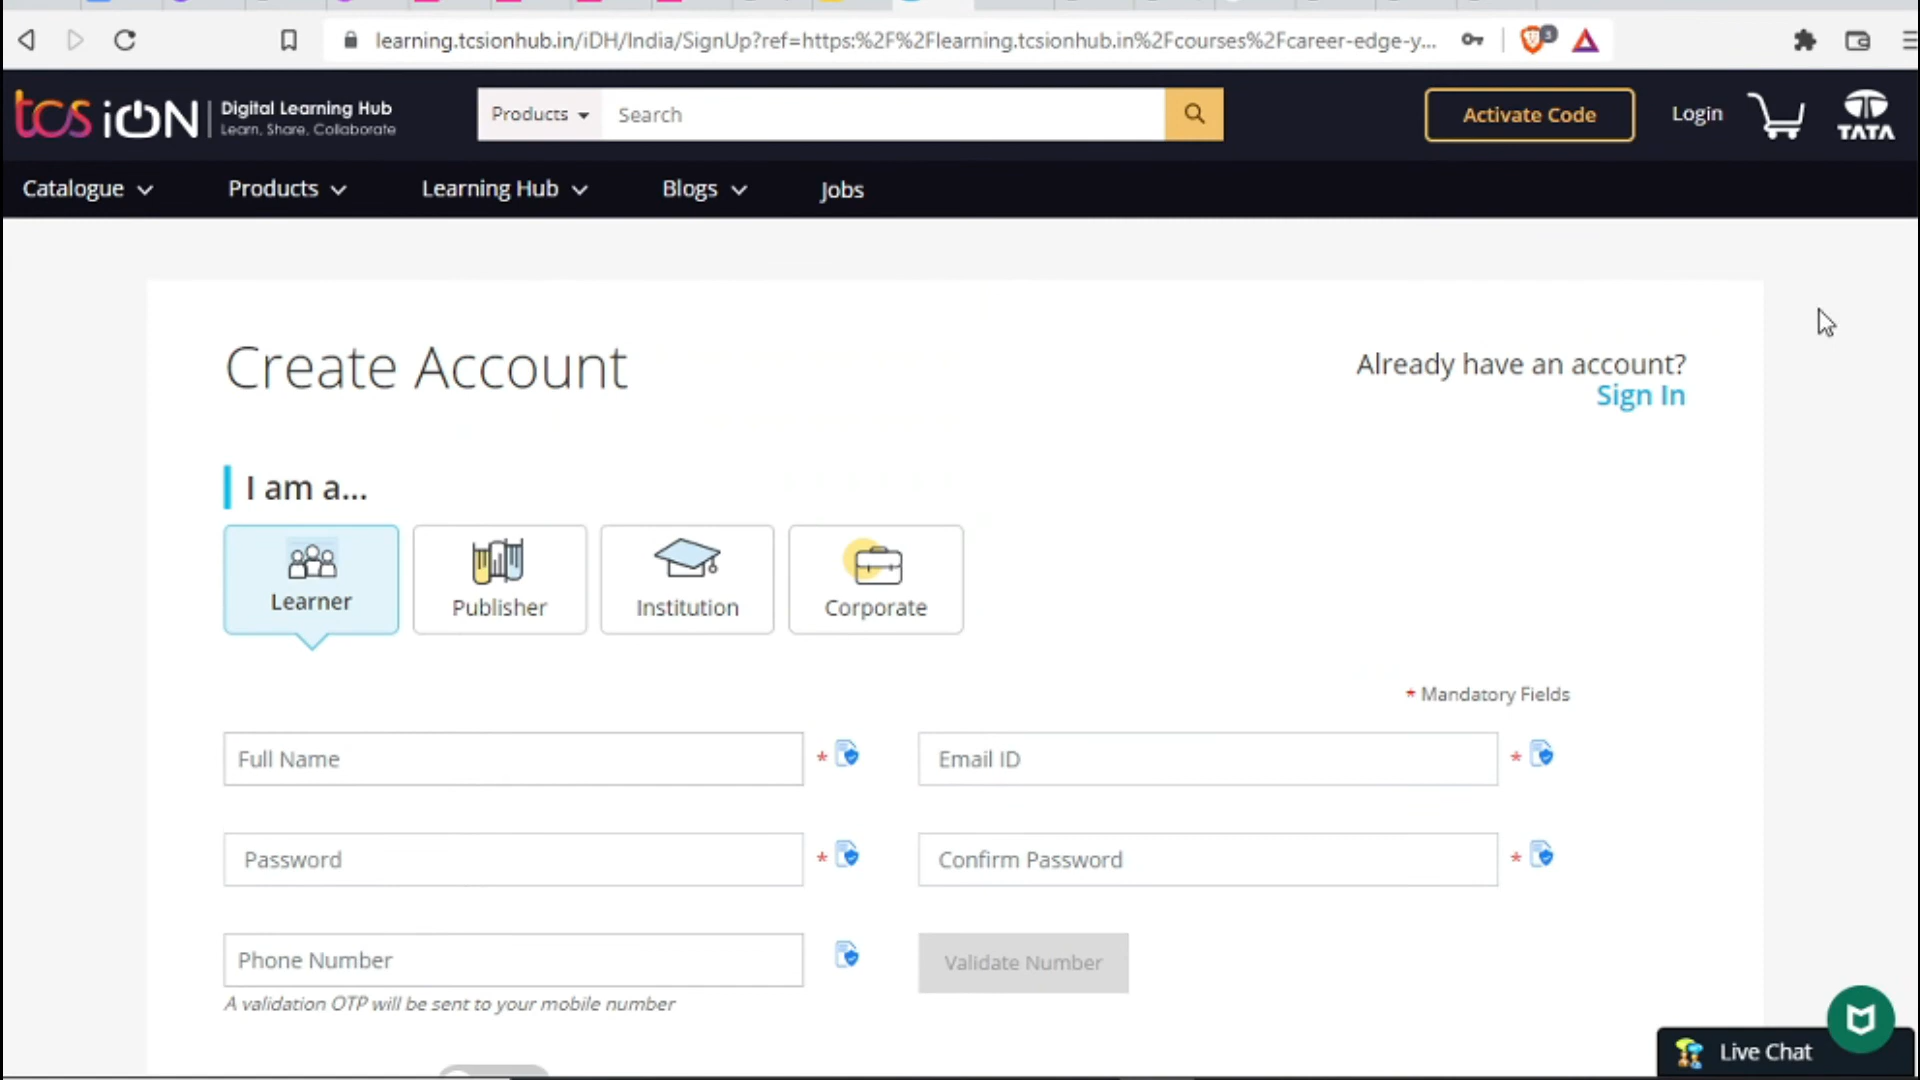 learning.tcsionhub.in/iDH/India/SignUp?ref=https:%2F%2Flearning.tcsionhub.in%2Fcourses%2Fcareer-edge-y...
3
tcs iON
Digital Learning Hub
Learn, Share, Collaborate
Products
Search
Activate Code
Login
TATA
Catalogue
Products
Learning Hub
Blogs
Jobs
Create Account
Already have an account?
Sign In
I am a...
Learner
Publisher
Institution
Corporate
* Mandatory Fields
Full Name
*
Email ID
*
Password
*
Confirm Password
*
Phone Number
Validate Number
A validation OTP will be sent to your mobile number
Live Chat